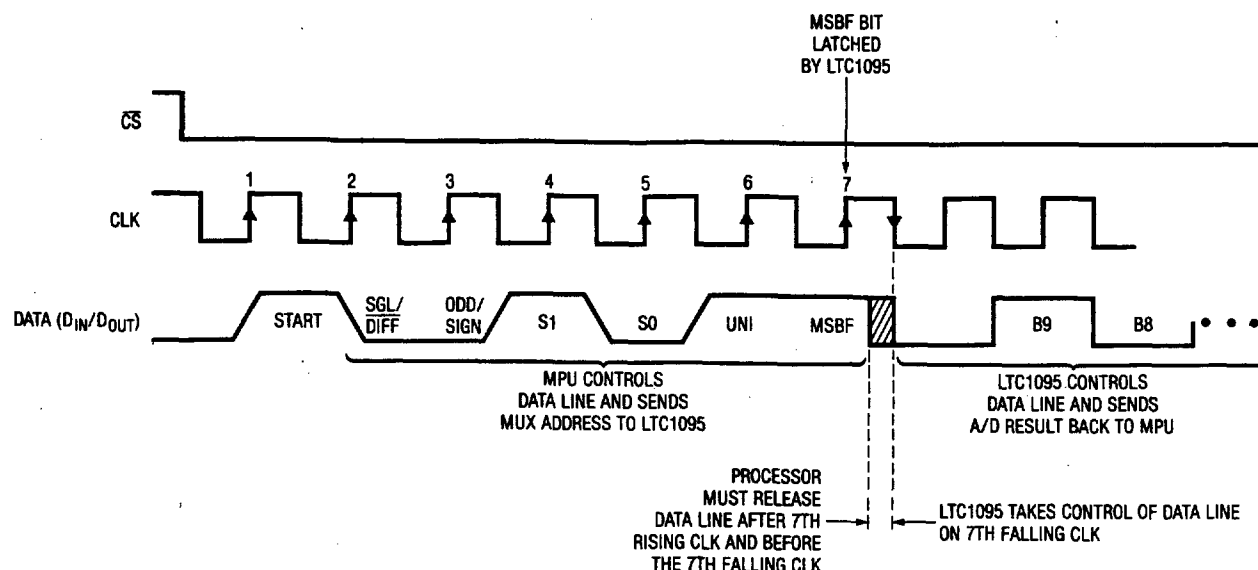 MSBF BIT
LATCHED
BY LTC1095
CS
1 2 3 4 5 6 7
CLK
DATA (DIN/DOUT)
START
SGL/
DIFF
ODD/
SIGN
S1
S0
UNI
MSBF
B9
B8
MPU CONTROLS
DATA LINE AND SENDS
MUX ADDRESS TO LTC1095
LTC1095 CONTROLS
DATA LINE AND SENDS
A/D RESULT BACK TO MPU
PROCESSOR
MUST RELEASE
DATA LINE AFTER 7TH
RISING CLK AND BEFORE
THE 7TH FALLING CLK
LTC1095 TAKES CONTROL OF DATA LINE
ON 7TH FALLING CLK